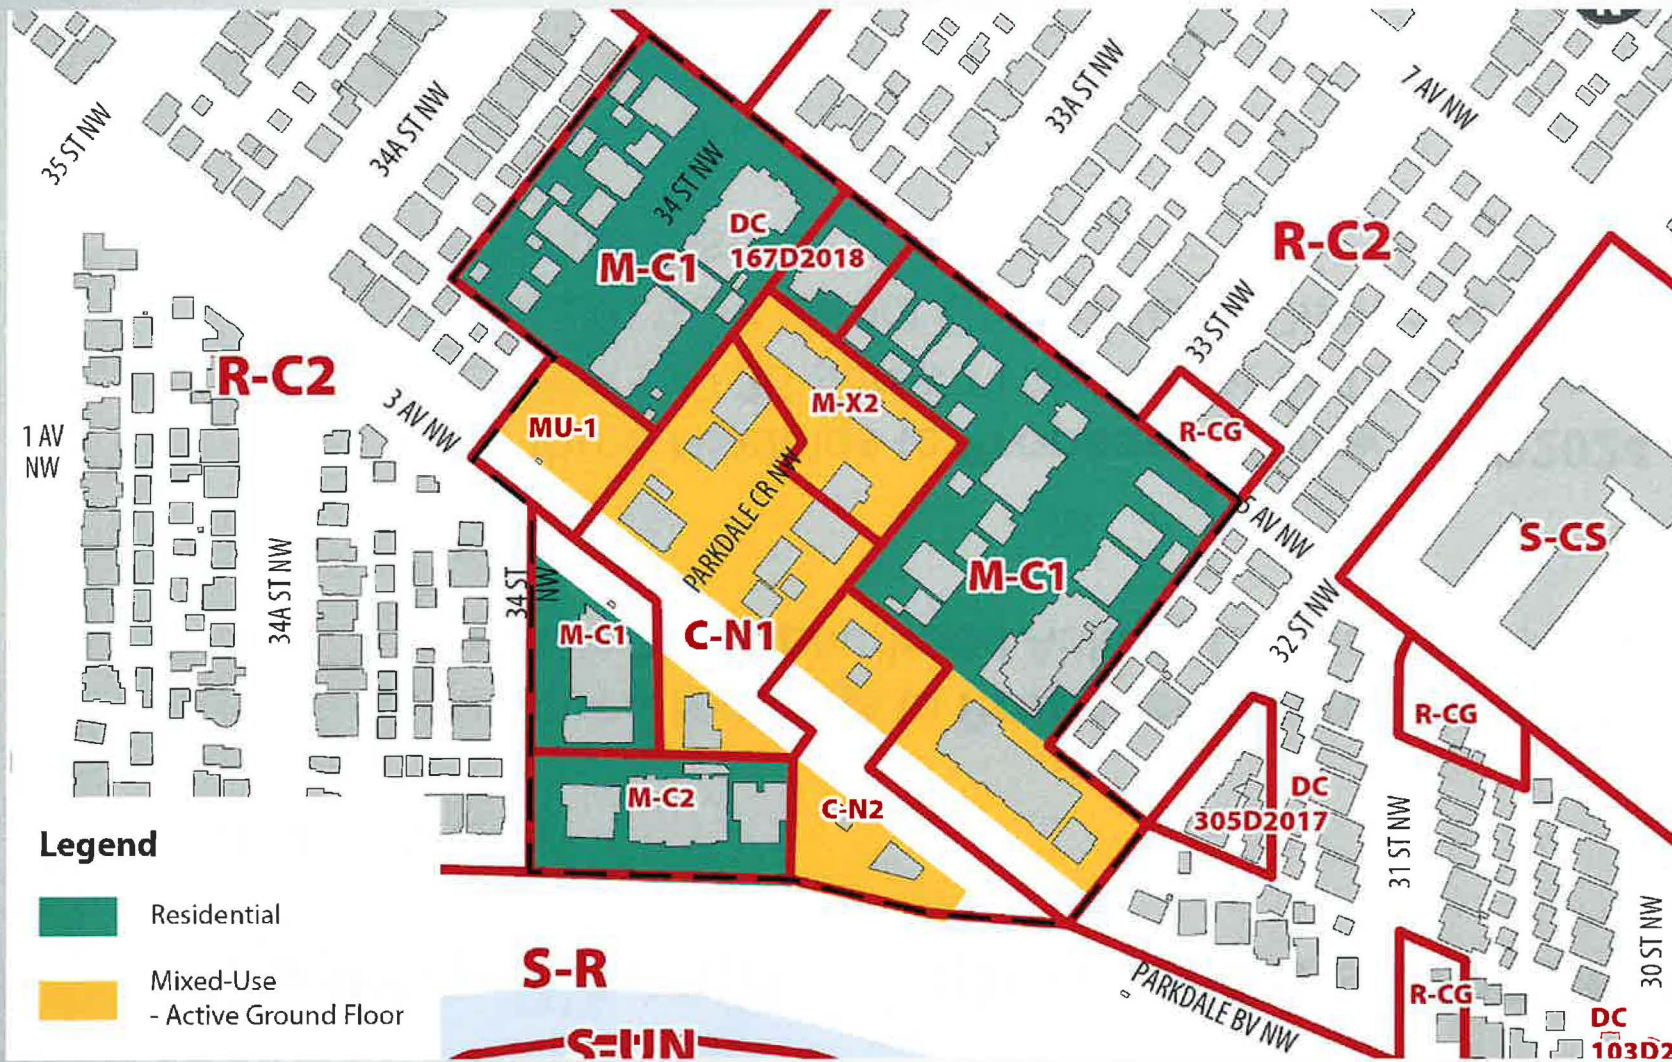 35 ST NW
34A ST NW
33A ST NW
7 AV NW
34 ST NW
DC
167D2018
M-C1
R-C2
33 ST NW
R-C2
3 AV NW
1 AV
NW
MU-1
M-X2
R-CG
PARKDALE CR NW
5 AV NW
S-CS
34A ST NW
34 ST
NW
M-C1
M-C1
C-N1
32 ST NW
R-CG
M-C2
C-N2
DC
305D2017
31 ST NW
Legend
Residential
Mixed-Use
- Active Ground Floor
S-R
S-UN
PARKDALE BV NW
R-CG
30 ST NW
DC